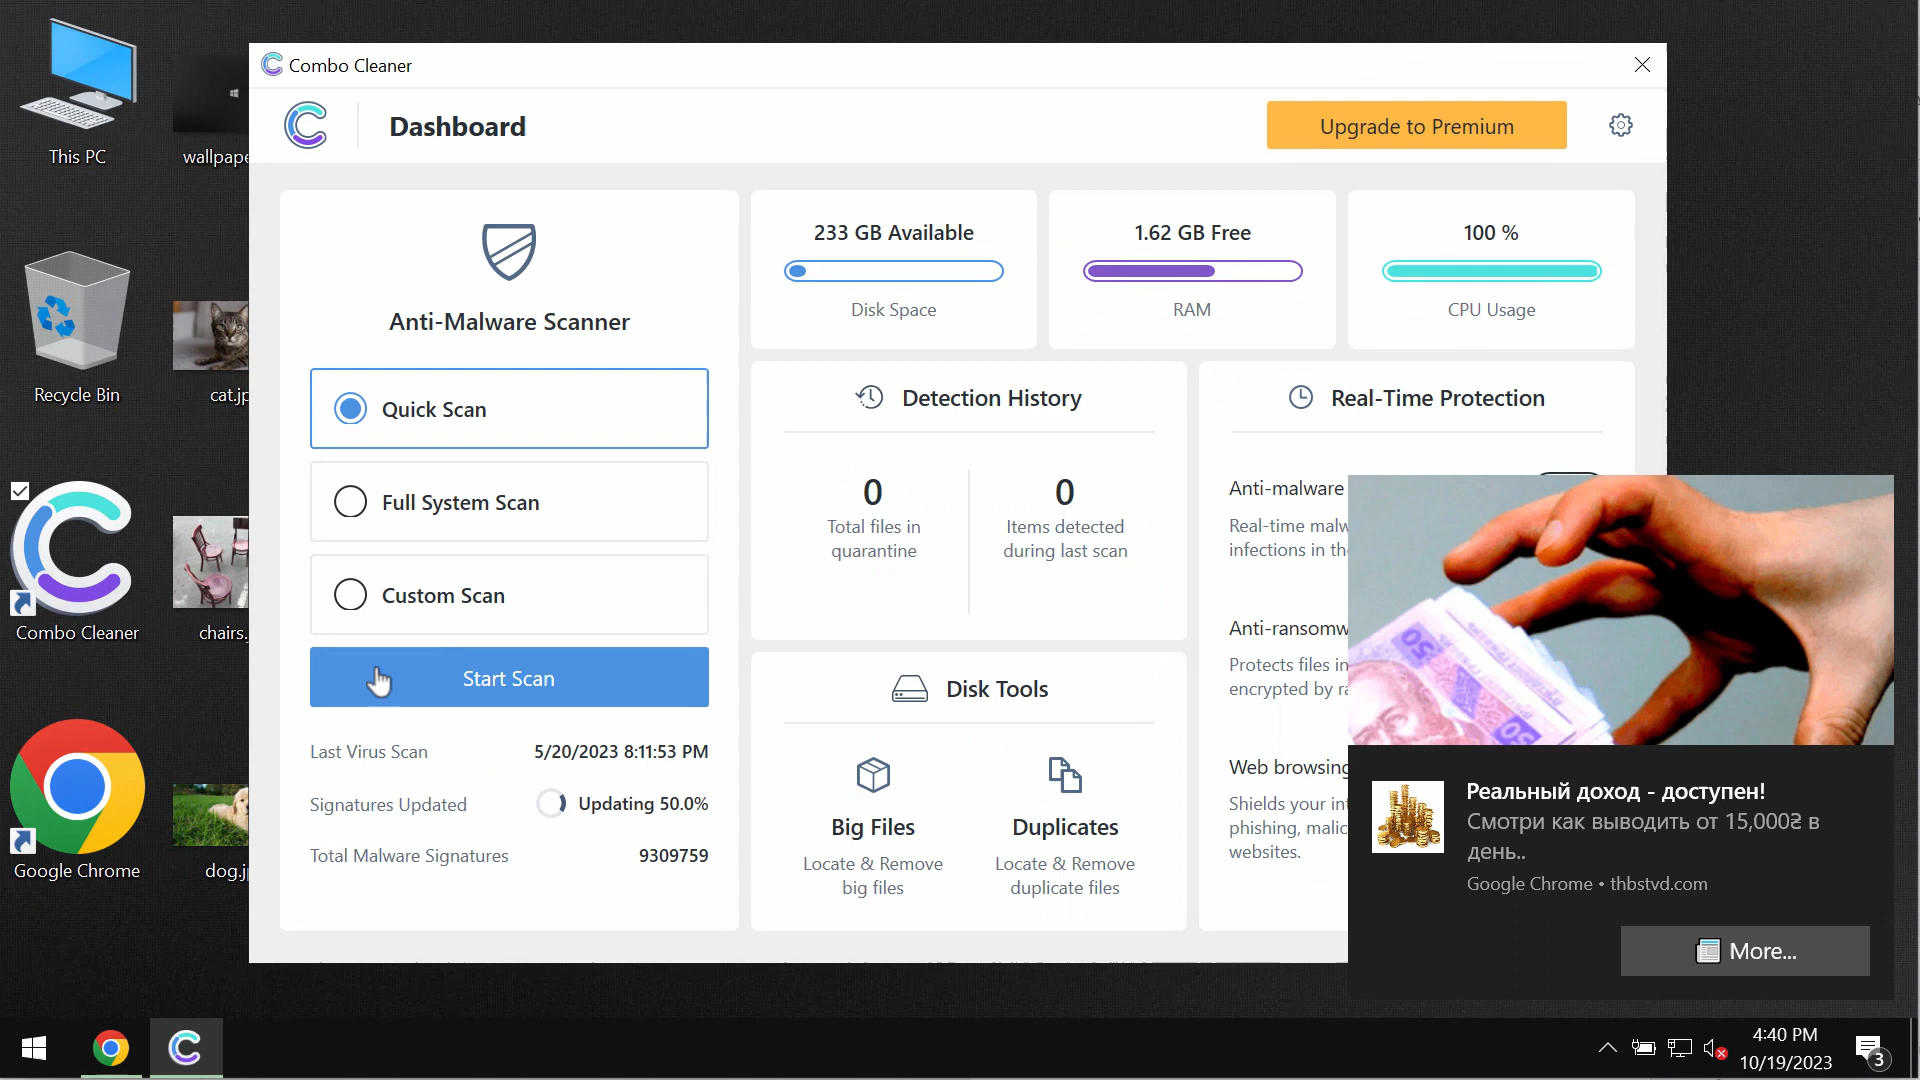 This PC
wallpape
Recycle Bin
cat.jp
Combo Cleaner
chairs.
Google Chrome
dog.j
Combo Cleaner
Dashboard
Upgrade to Premium
Anti-Malware Scanner
Quick Scan
Full System Scan
Custom Scan
Start Scan
Last Virus Scan 5/20/2023 8:11:53 PM
Signatures Updated Updating 50.0%
Total Malware Signatures 9309759
233 GB Available
Disk Space
1.62 GB Free
RAM
100 %
CPU Usage
Detection History
0
Total files in
quarantine
0
Items detected
during last scan
Disk Tools
Big Files
Locate & Remove
big files
Duplicates
Locate & Remove
duplicate files
Real-Time Protection
Anti-malware
Real-time malw
infections in th
Anti-ransomw
Protects files in
encrypted by ra
Web browsing
Shields your int
phishing, malic
websites.
50
50
Реальный доход - доступен!
Смотри как выводить от 15,000₴ в
день..
Google Chrome • thbstvd.com
More...
4:40 PM
10/19/2023
3